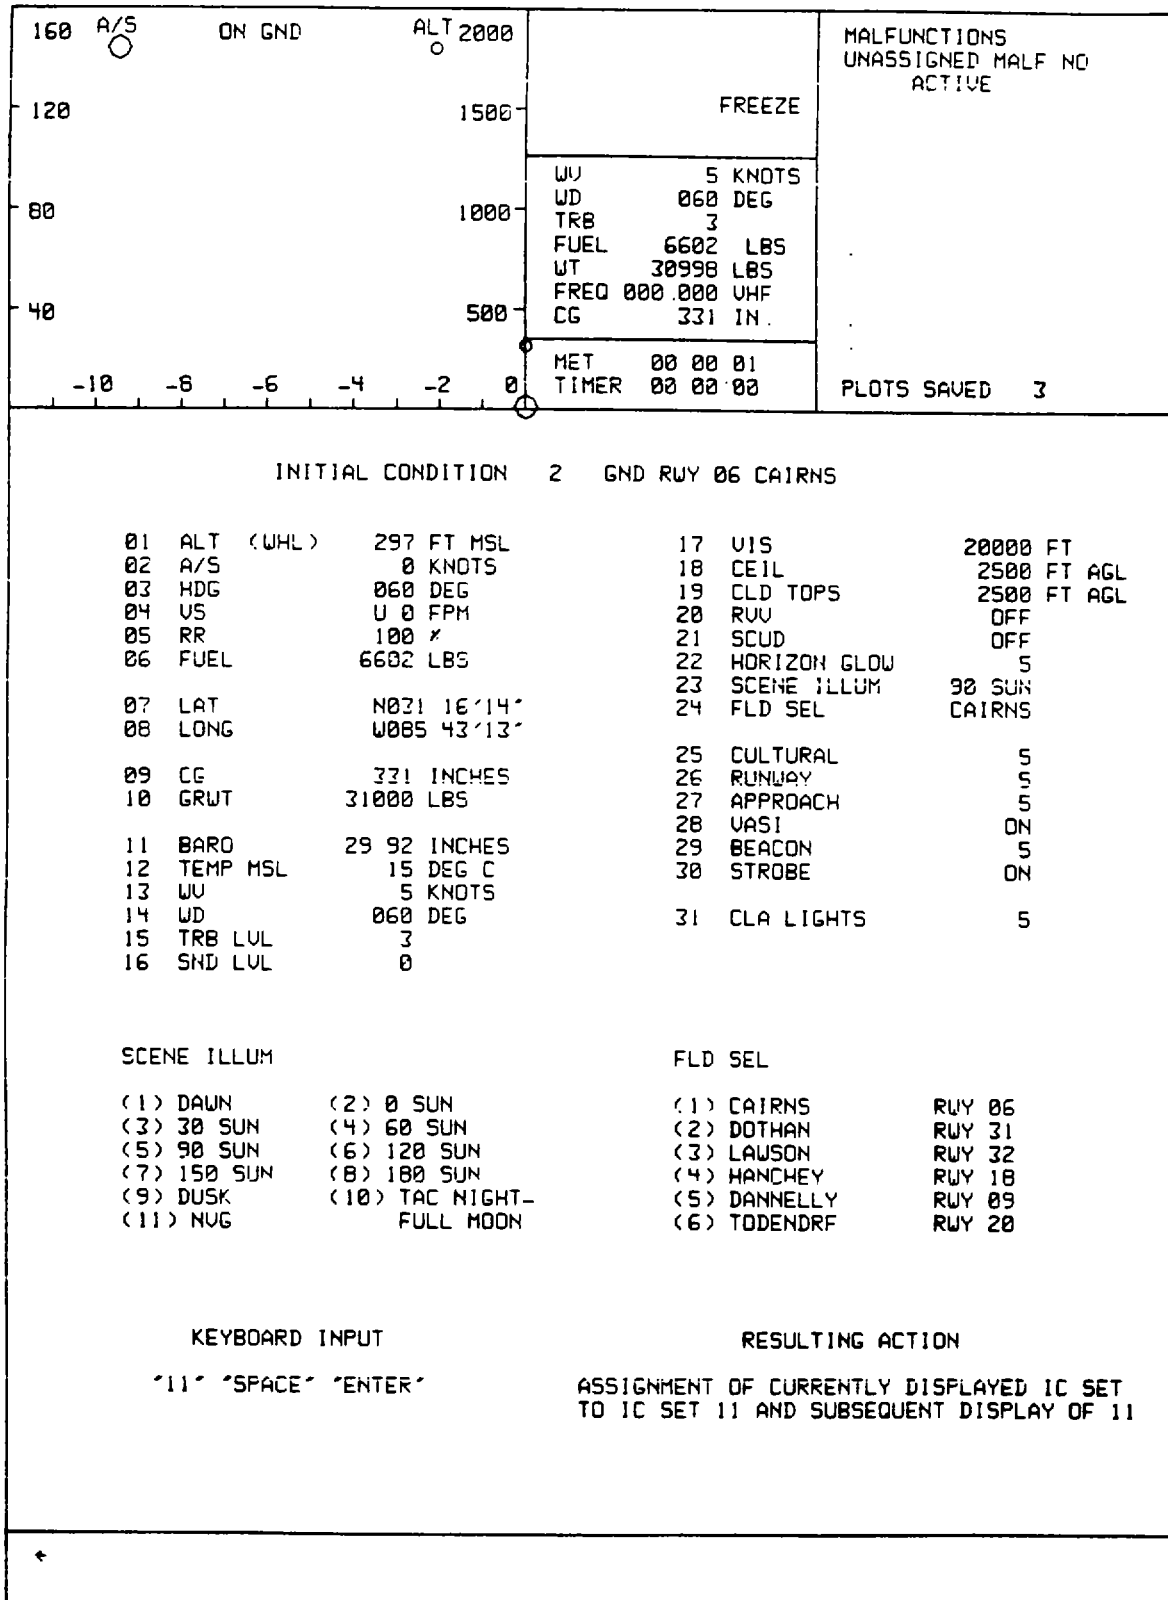 160 A/S ON GND ALT 2000
120 1500
80 1000
40 500
-10 -8 -6 -4 -2 0
FREEZE
WV 5 KNOTS
WD 060 DEG
TRB 3
FUEL 6602 LBS
WT 30998 LBS
FREQ 000.000 VHF
CG 331 IN.
MET 00 00 01
TIMER 00 00 00
MALFUNCTIONS
UNASSIGNED MALF NO
ACTIVE
PLOTS SAVED 3
INITIAL CONDITION 2 GND RWY 06 CAIRNS
01 ALT (WHL) 297 FT MSL
02 A/S 0 KNOTS
03 HDG 060 DEG
04 VS U 0 FPM
05 RR 100 %
06 FUEL 6602 LBS
07 LAT N031 16'14"
08 LONG W085 43'13"
09 CG 331 INCHES
10 GRWT 31000 LBS
11 BARO 29 92 INCHES
12 TEMP MSL 15 DEG C
13 WV 5 KNOTS
14 WD 060 DEG
15 TRB LVL 3
16 SND LVL 0
17 VIS 20000 FT
18 CEIL 2500 FT AGL
19 CLD TOPS 2500 FT AGL
20 RVV OFF
21 SCUD OFF
22 HORIZON GLOW 5
23 SCENE ILLUM 90 SUN
24 FLD SEL CAIRNS
25 CULTURAL 5
26 RUNWAY 5
27 APPROACH 5
28 VASI ON
29 BEACON 5
30 STROBE ON
31 CLA LIGHTS 5
SCENE ILLUM
(1) DAWN (2) 0 SUN
(3) 30 SUN (4) 60 SUN
(5) 90 SUN (6) 120 SUN
(7) 150 SUN (8) 180 SUN
(9) DUSK (10) TAC NIGHT-
(11) NVG FULL MOON
FLD SEL
(1) CAIRNS RWY 06
(2) DOTHAN RWY 31
(3) LAWSON RWY 32
(4) HANCHEY RWY 18
(5) DANNELLY RWY 09
(6) TODENDRF RWY 20
KEYBOARD INPUT
"11" "SPACE" "ENTER"
RESULTING ACTION
ASSIGNMENT OF CURRENTLY DISPLAYED IC SET
TO IC SET 11 AND SUBSEQUENT DISPLAY OF 11